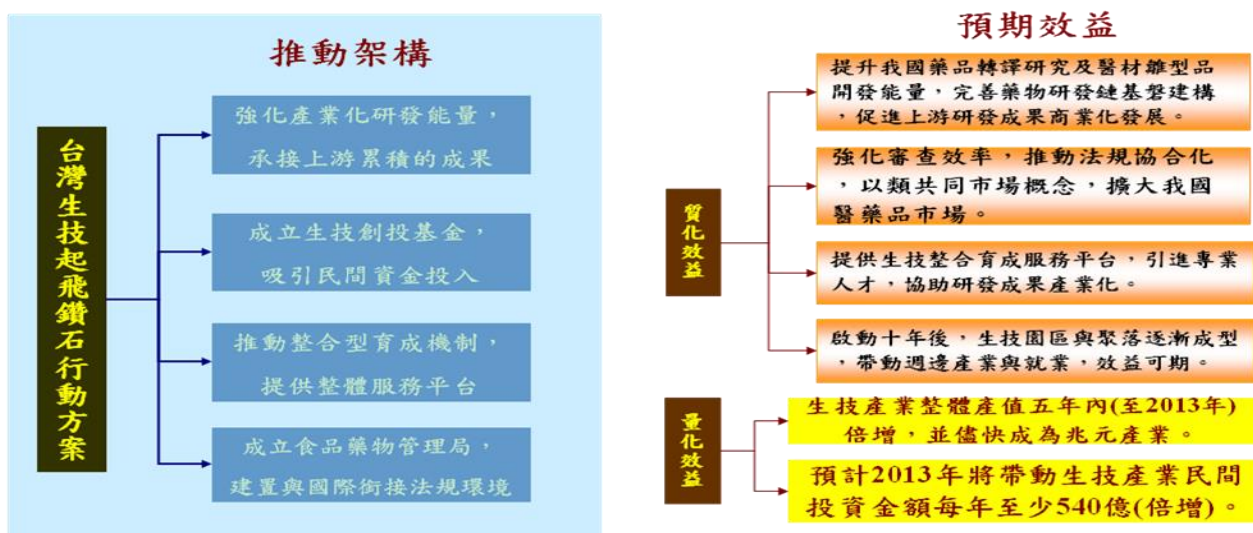 推動架構
台灣生技起飛鑽石行動方案
強化產業化研發能量，
承接上游累積的成果
成立生技創投基金，
吸引民間資金投入
推動整合型育成機制，
提供整體服務平台
成立食品藥物管理局，
建置與國際銜接法規環境
預期效益
質化效益
提升我國藥品轉譯研究及醫材雛型品
開發能量，完善藥物研發鏈基磐建構
，促進上游研發成果商業化發展。
強化審查效率，推動法規協合化
，以類共同市場概念，擴大我國
醫藥品市場。
提供生技整合育成服務平台，引進專業
人才，協助研發成果產業化。
啟動十年後，生技園區與聚落逐漸成型
，帶動週邊產業與就業，效益可期。
量化效益
生技產業整體產值五年內(至2013年)
倍增，並儘快成為兆元產業。
預計2013年將帶動生技產業民間
投資金額每年至少540億(倍增)。